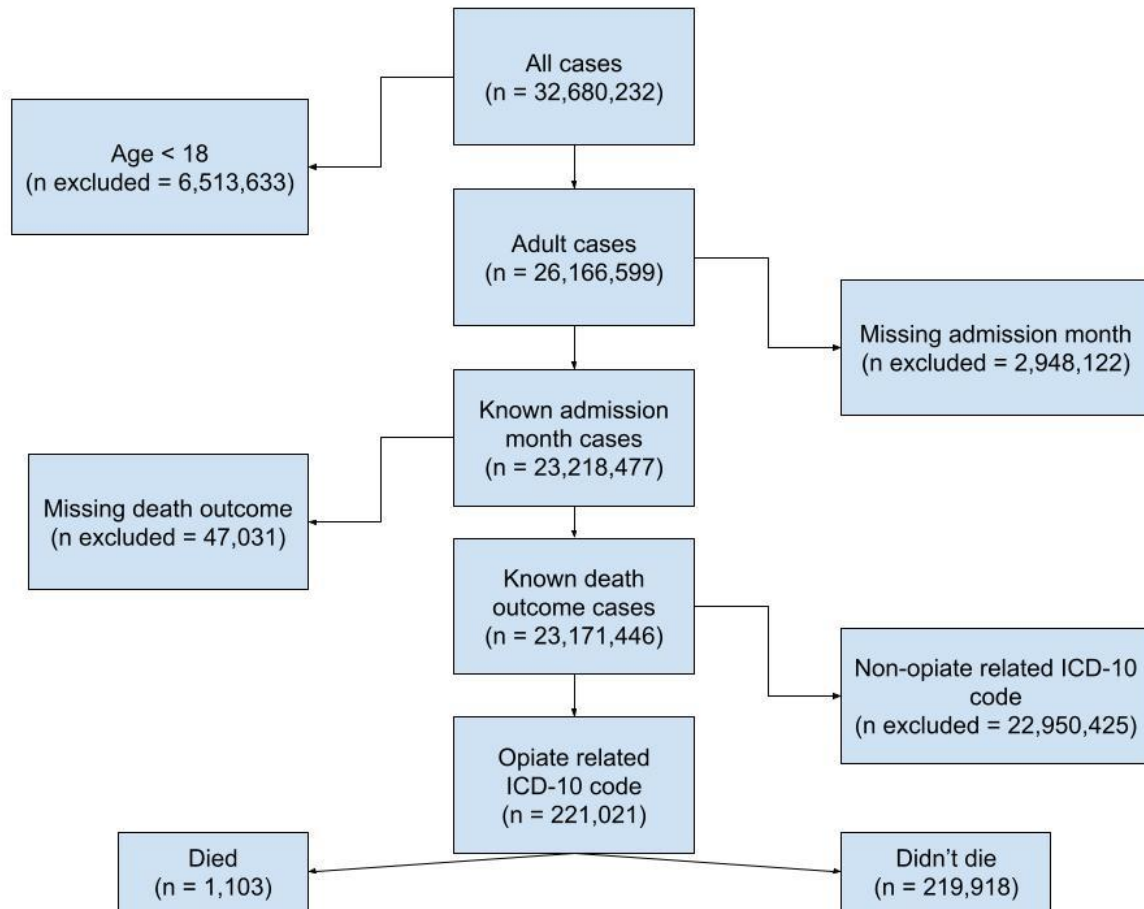 All cases
(n = 32,680,232)
Age < 18
(n excluded = 6,513,633)
Adult cases
(n = 26,166,599)
Missing admission month
(n excluded = 2,948,122)
Known admission
month cases
(n = 23,218,477)
Missing death outcome
(n excluded = 47,031)
Known death
outcome cases
(n = 23,171,446)
Non-opiate related ICD-10
code
(n excluded = 22,950,425)
Opiate related
ICD-10 code
(n = 221,021)
Died
(n = 1,103)
Didn’t die
(n = 219,918)